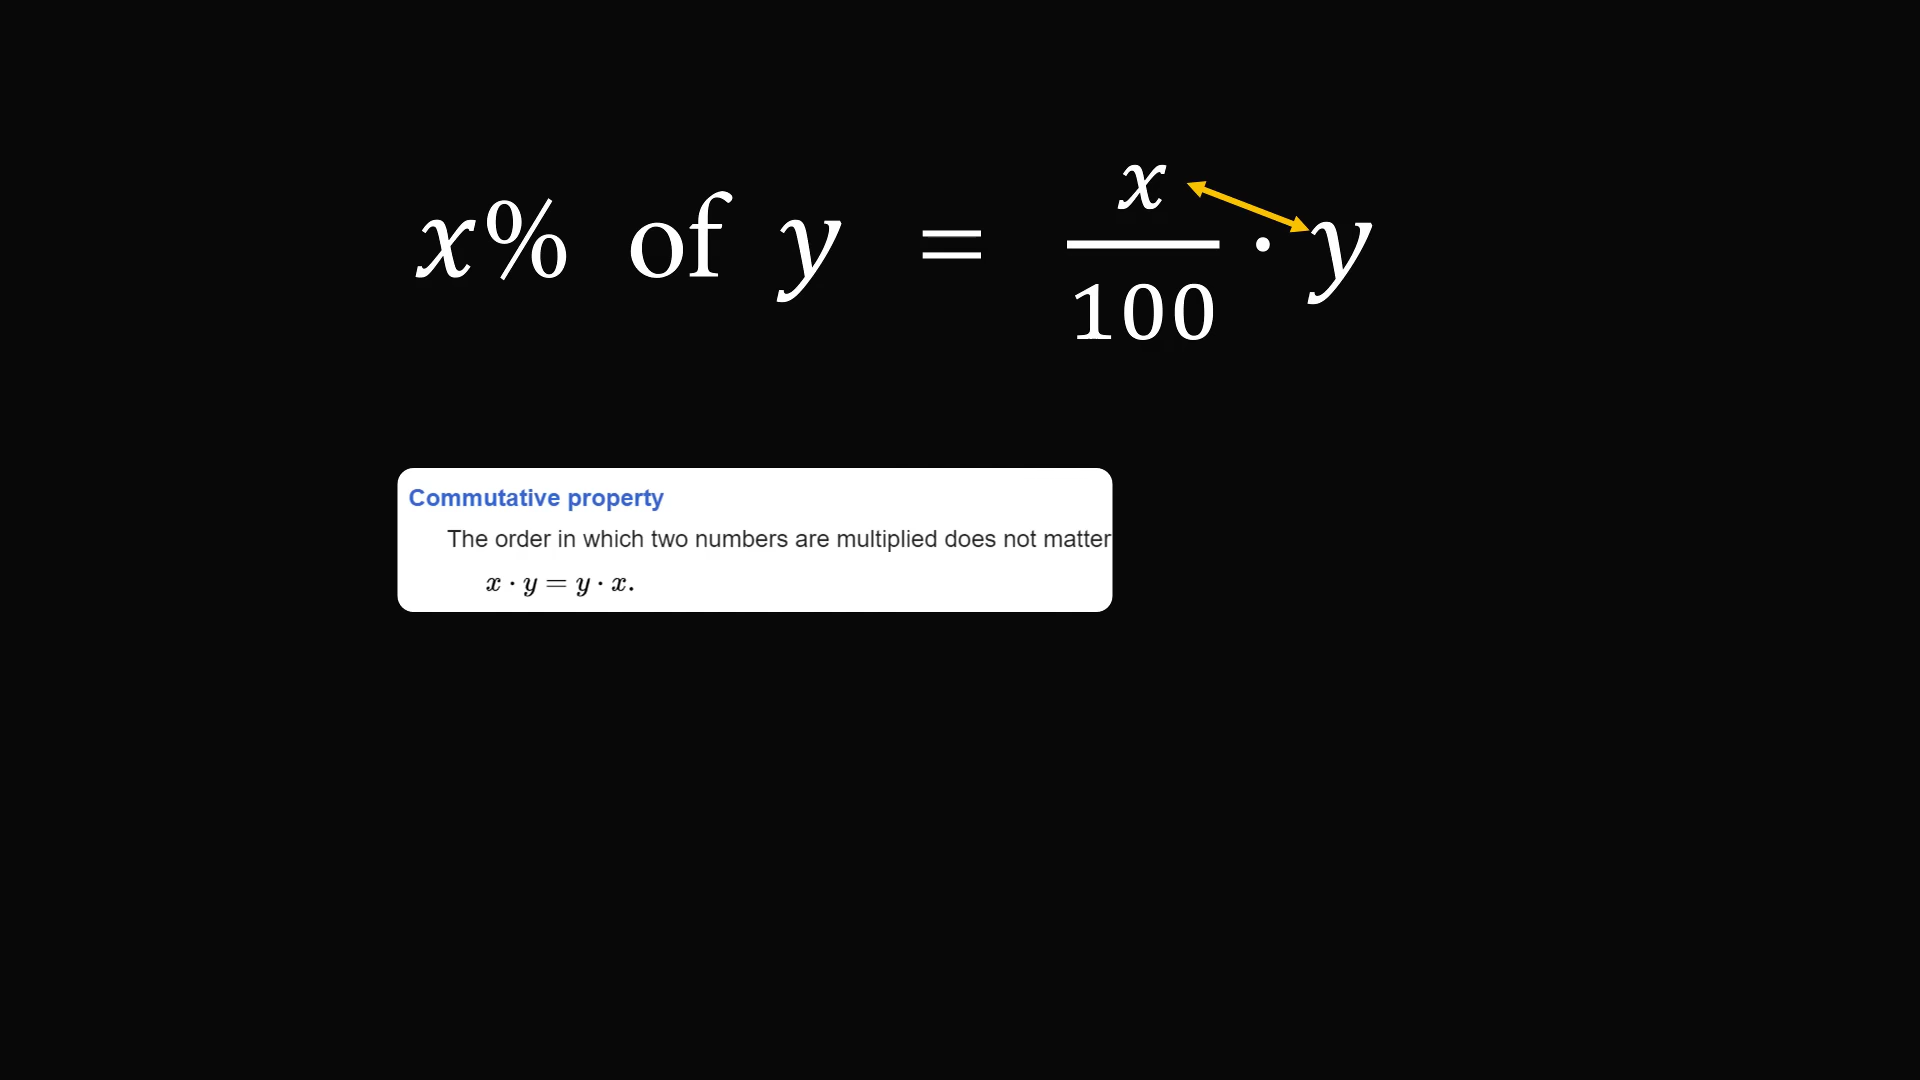 x% of y = x/100 · y
Commutative property
The order in which two numbers are multiplied does not matter
x · y = y · x.